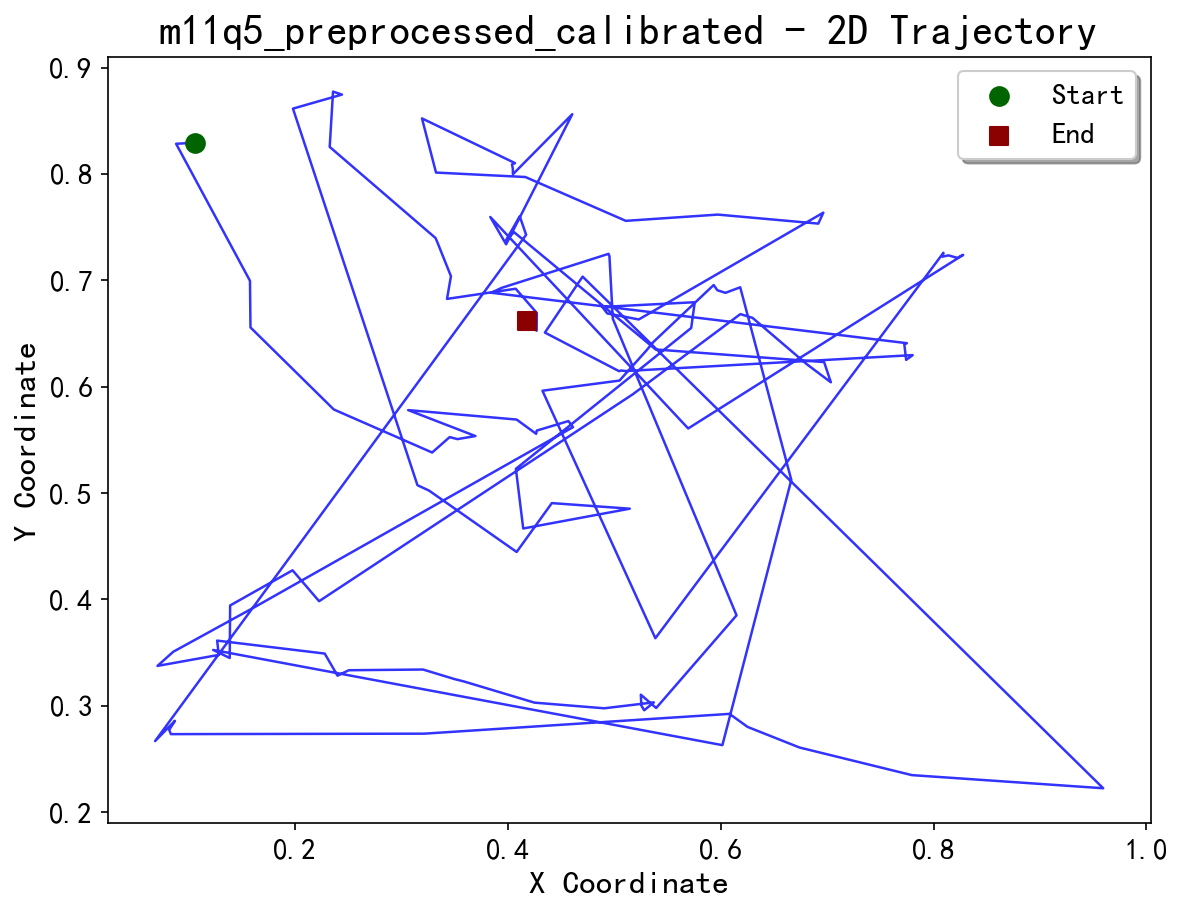 m11q5_preprocessed_calibrated - 2D Trajectory
Start
End
Y Coordinate
0.9
0.8
0.7
0.6
0.5
0.4
0.3
0.2
0.2 0.4 0.6 0.8 1.0
X Coordinate